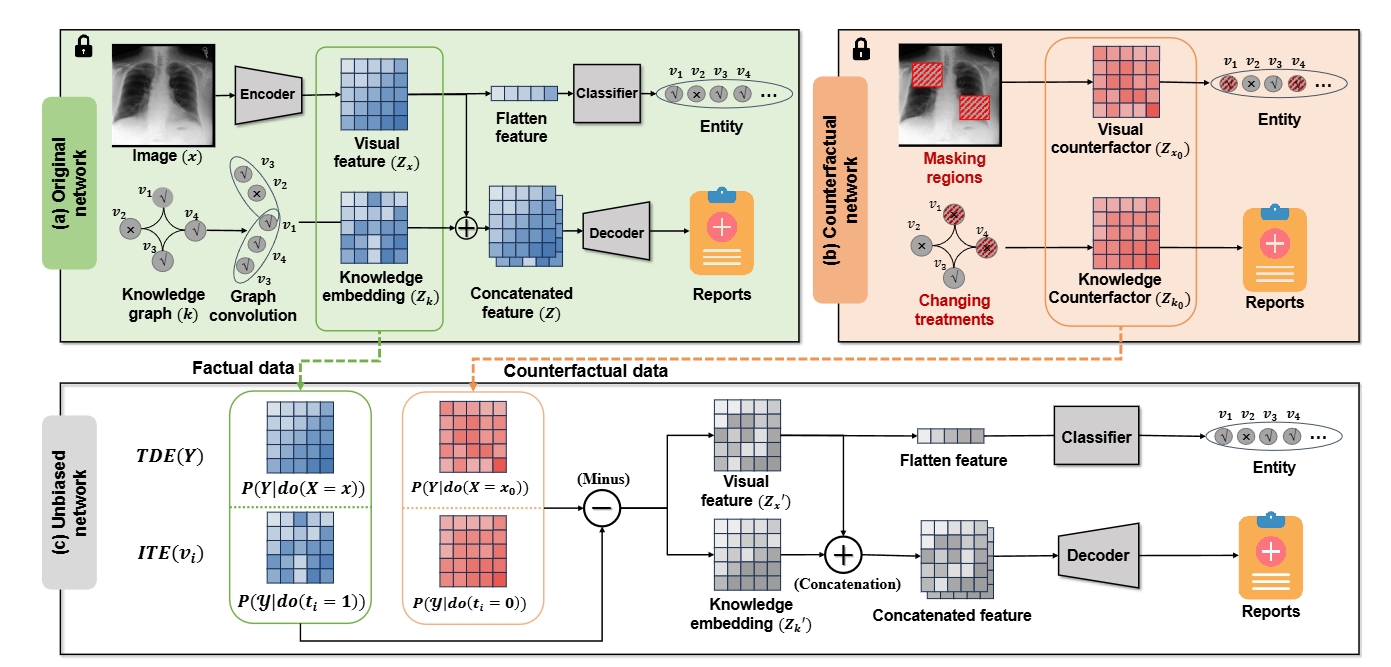 (a) Original
network
Image (x)
Encoder
Visual
feature (Z_x)
Flatten
feature
Classifier
v_1 v_2 v_3 v_4
√ × √ √ ...
Entity
v_1
v_2
v_3
v_4
√
×
√
√
Knowledge
graph (k)
v_3
v_2
v_1
v_4
v_3
√
×
√
√
√
Graph
convolution
Knowledge
embedding (Z_k)
+
Concatenated
feature (Z)
Decoder
Reports
(b) Counterfactual
network
Masking
regions
Visual
counterfactor (Z_{x_0})
v_1 v_2 v_3 v_4
× √ ...
Entity
v_1
v_2
v_3
v_4
×
×
√
×
Changing
treatments
Knowledge
Counterfactor (Z_{k_0})
Reports
Factual data
Counterfactual data
(c) Unbiased
network
TDE(Y)
P(Y|do(X = x))
P(Y|do(X = x_0))
ITE(v_i)
P(𝒴|do(t_i = 1))
P(𝒴|do(t_i = 0))
(Minus)
−
Visual
feature (Z_x′)
Knowledge
embedding (Z_k′)
+
(Concatenation)
Flatten feature
Classifier
v_1 v_2 v_3 v_4
√ × √ √ ...
Entity
Concatenated feature
Decoder
Reports